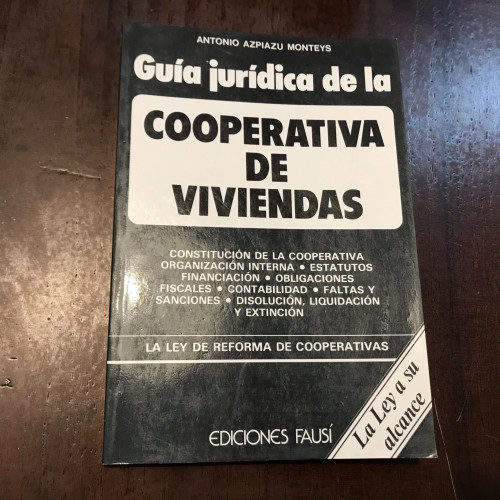 ANTONIO AZPIAZU MONTEYS
Guía jurídica de la
COOPERATIVA
DE
VIVIENDAS
CONSTITUCIÓN DE LA COOPERATIVA
ORGANIZACIÓN INTERNA • ESTATUTOS
FINANCIACIÓN • OBLIGACIONES
FISCALES • CONTABILIDAD • FALTAS Y
SANCIONES • DISOLUCIÓN, LIQUIDACIÓN
Y EXTINCIÓN
LA LEY DE REFORMA DE COOPERATIVAS
La Ley a su
alcance
EDICIONES FAUSÍ